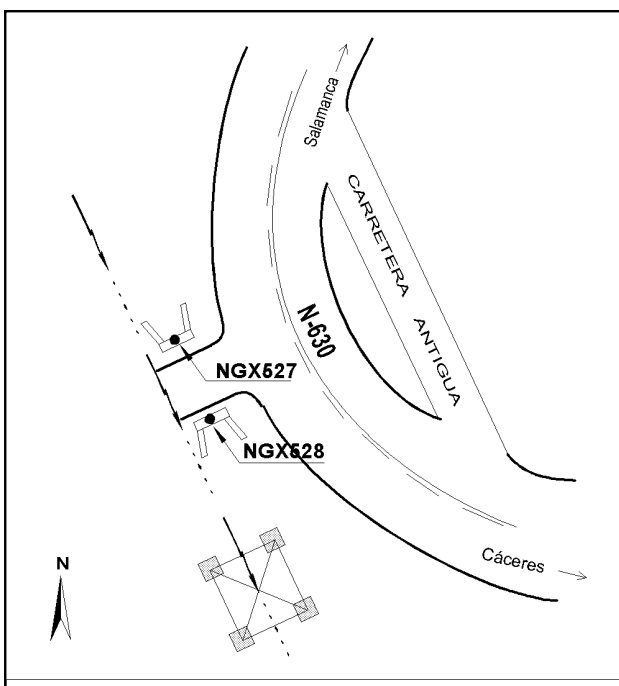 Salamanca
CARRETERA ANTIGUA
N-630
NGX527
NGX528
Cáceres
N